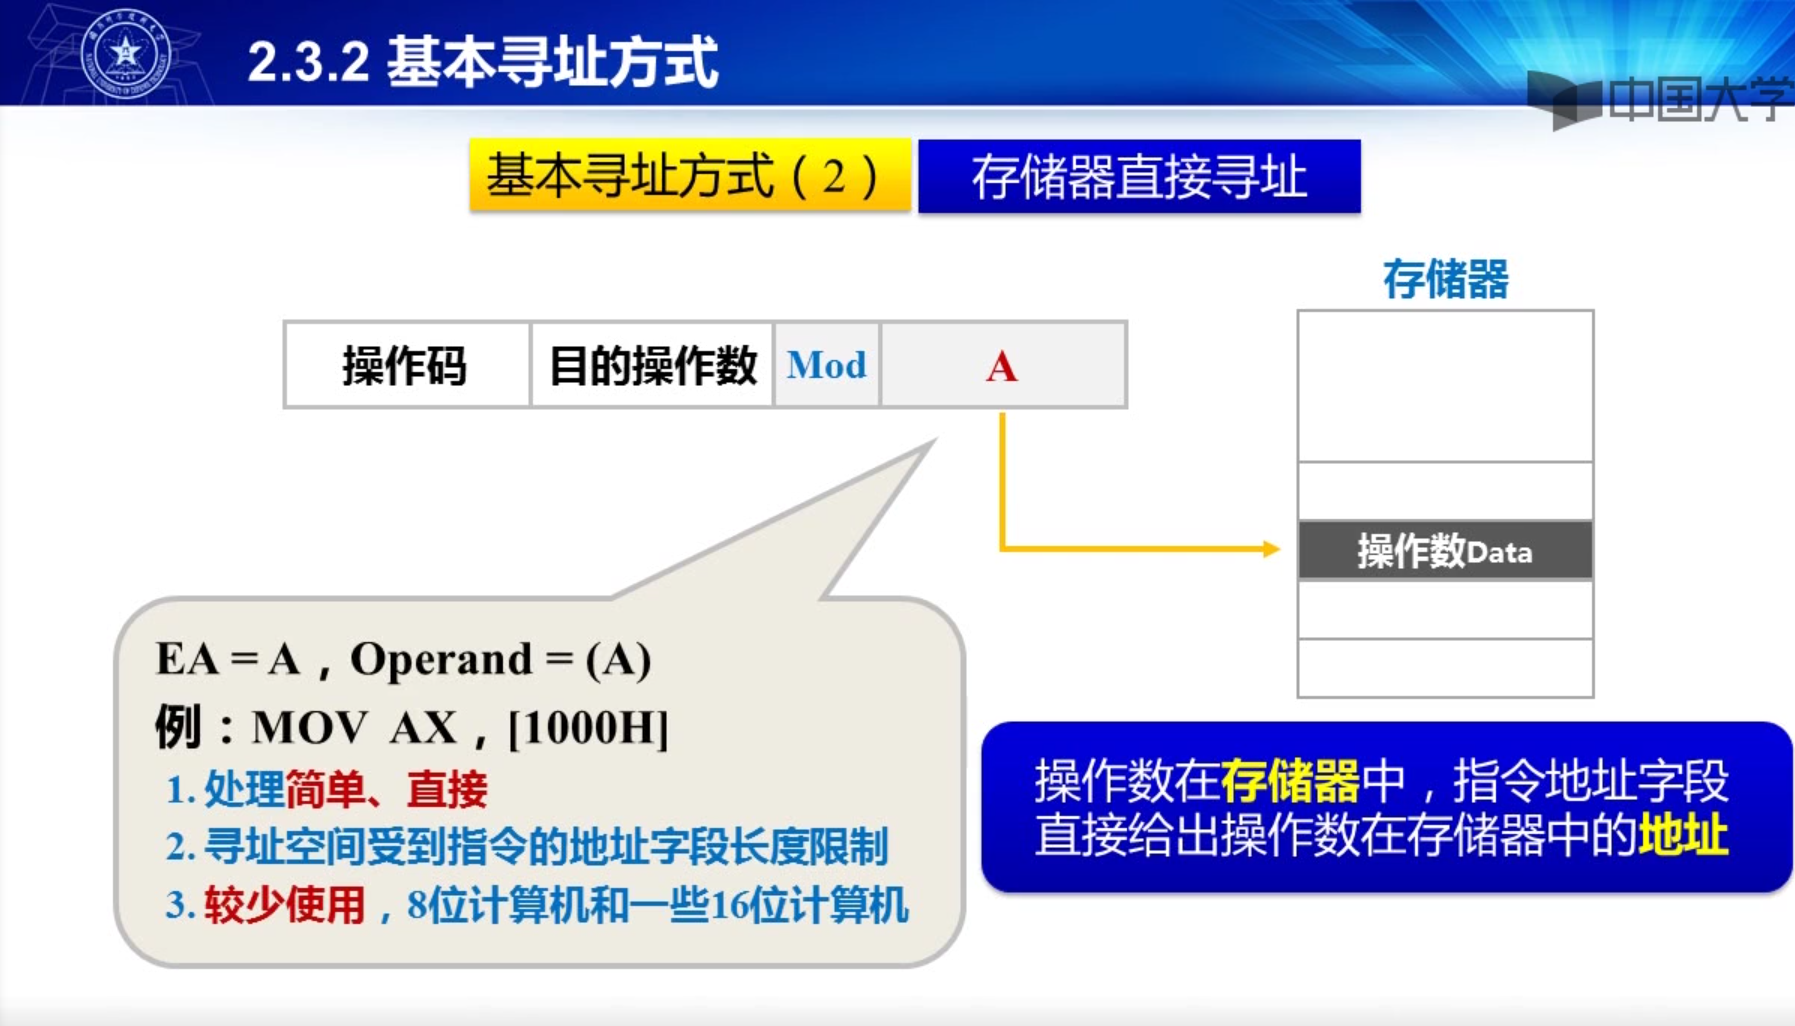 2.3.2 基本寻址方式
中国大学
基本寻址方式（2）
存储器直接寻址
存储器
操作码
目的操作数
Mod
A
操作数Data
EA = A，Operand = (A)
例：MOV AX，[1000H]
1. 处理简单、直接
2. 寻址空间受到指令的地址字段长度限制
3. 较少使用，8位计算机和一些16位计算机
操作数在存储器中，指令地址字段
直接给出操作数在存储器中的地址